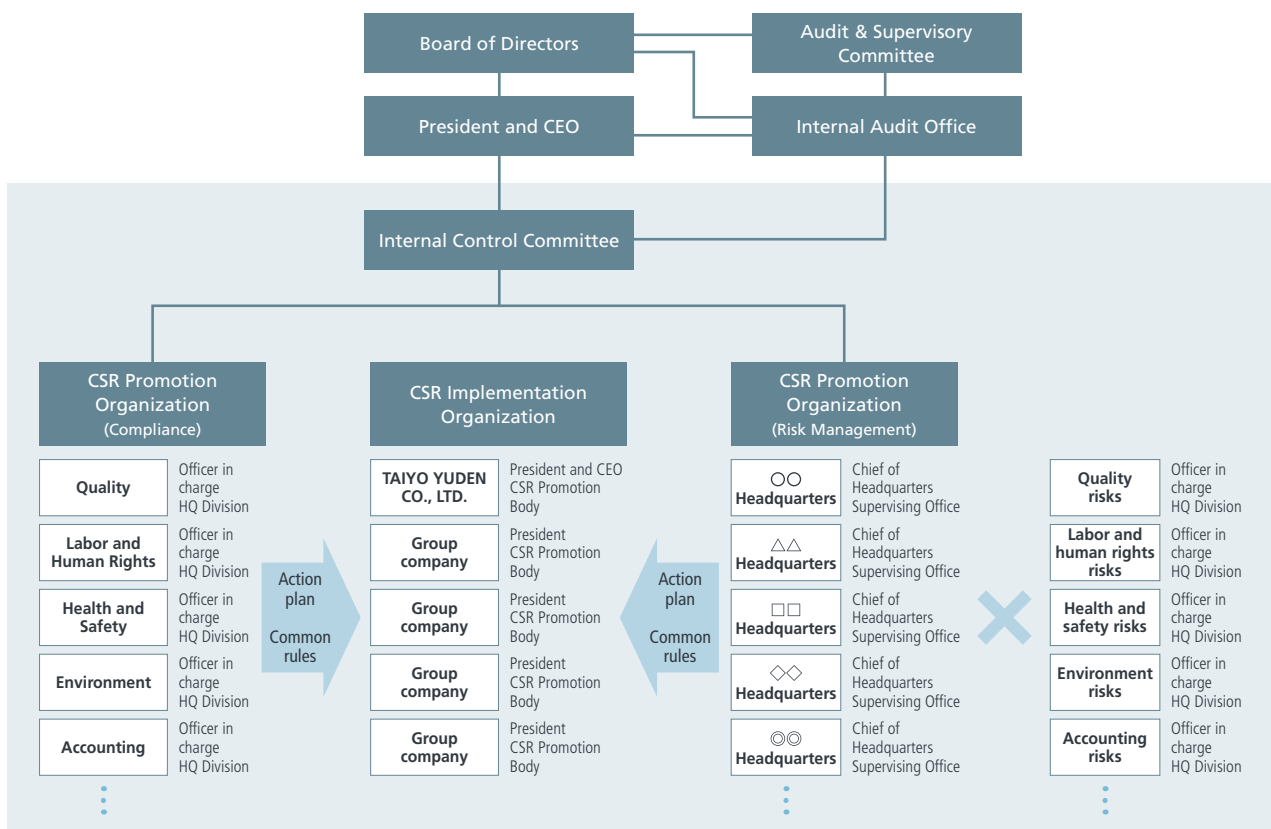 Board of Directors
Audit & Supervisory
Committee
President and CEO
Internal Audit Office
Internal Control Committee
CSR Promotion
Organization
(Compliance)
Quality
Officer in
charge
HQ Division
Labor and
Human Rights
Officer in
charge
HQ Division
Health and
Safety
Officer in
charge
HQ Division
Environment
Officer in
charge
HQ Division
Accounting
Officer in
charge
HQ Division
Action
plan
Common
rules
CSR Implementation
Organization
TAIYO YUDEN
CO., LTD.
President and CEO
CSR Promotion
Body
Group
company
President
CSR Promotion
Body
Group
company
President
CSR Promotion
Body
Group
company
President
CSR Promotion
Body
Group
company
President
CSR Promotion
Body
Action
plan
Common
rules
CSR Promotion
Organization
(Risk Management)
○○
Headquarters
Chief of
Headquarters
Supervising Office
△△
Headquarters
Chief of
Headquarters
Supervising Office
□□
Headquarters
Chief of
Headquarters
Supervising Office
◇◇
Headquarters
Chief of
Headquarters
Supervising Office
◎◎
Headquarters
Chief of
Headquarters
Supervising Office
Quality
risks
Officer in
charge
HQ Division
Labor and
human rights
risks
Officer in
charge
HQ Division
Health and
safety risks
Officer in
charge
HQ Division
Environment
risks
Officer in
charge
HQ Division
Accounting
risks
Officer in
charge
HQ Division